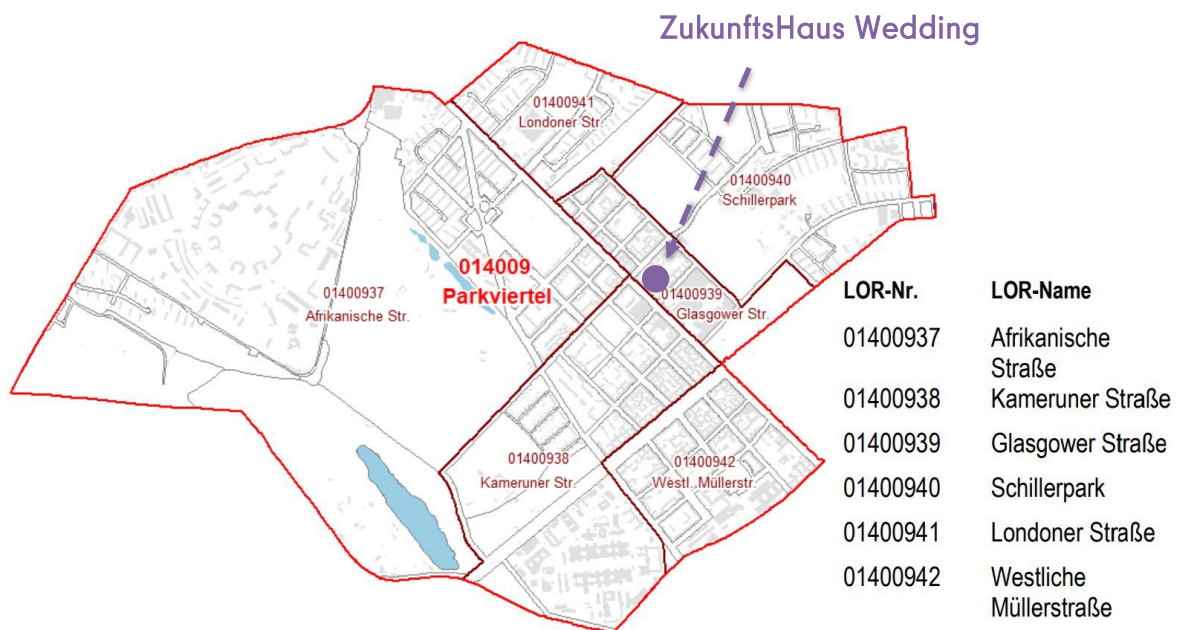 ZukunftsHaus Wedding
01400941
Londoner Str.
01400940
Schillerpark
014009
Parkviertel
01400937
Afrikanische Str.
01400939
Glasgower Str.
01400938
Kameruner Str.
01400942
Westl. Müllerstr.
LOR-Nr. LOR-Name
01400937 Afrikanische
Straße
01400938 Kameruner Straße
01400939 Glasgower Straße
01400940 Schillerpark
01400941 Londoner Straße
01400942 Westliche
Müllerstraße